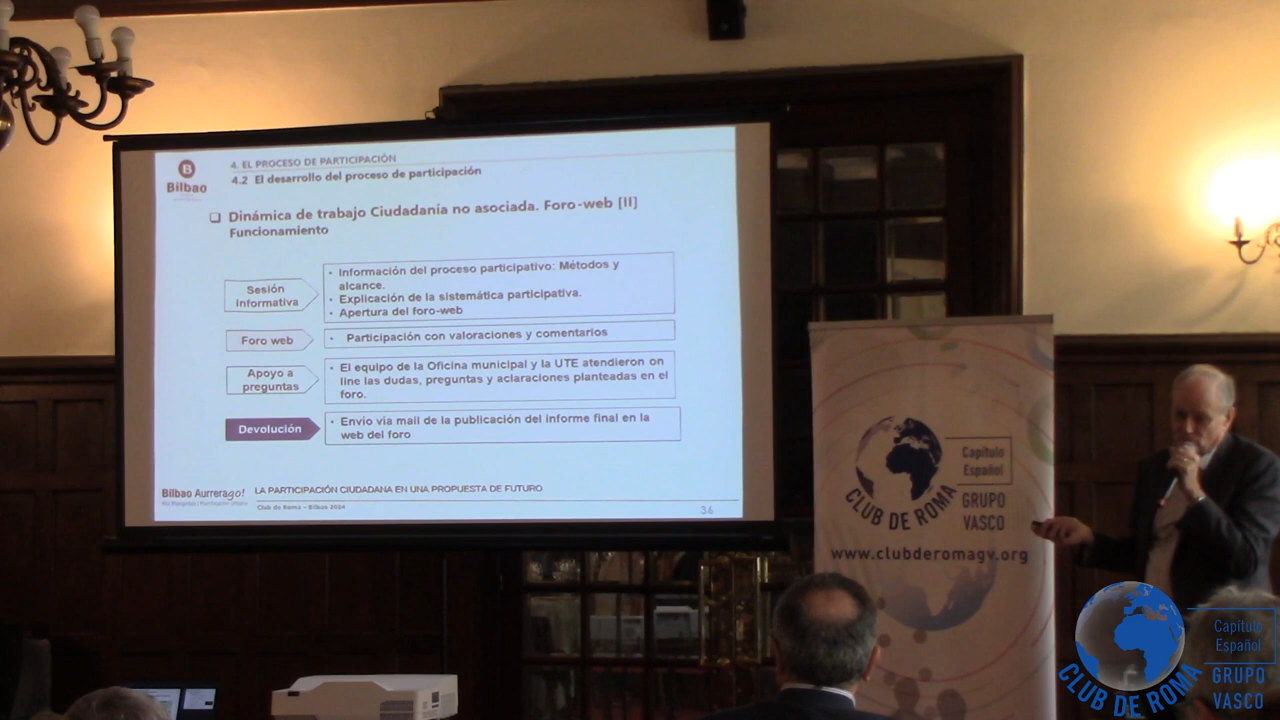 B
Bilbao
4. EL PROCESO DE PARTICIPACIÓN
4.2 El desarrollo del proceso de participación
Dinámica de trabajo Ciudadanía no asociada. Foro-web [II]
Funcionamiento
Sesión
informativa
• Información del proceso participativo: Métodos y
alcance.
• Explicación de la sistemática participativa.
• Apertura del foro-web
Foro web
• Participación con valoraciones y comentarios
Apoyo a
preguntas
• El equipo de la Oficina municipal y la UTE atendieron on
line las dudas, preguntas y aclaraciones planteadas en el
foro.
Devolución
• Envío vía mail de la publicación del informe final en la
web del foro
Bilbao Aurrerago!
LA PARTICIPACIÓN CIUDADANA EN UNA PROPUESTA DE FUTURO
Club de Roma - Bilbao 2024
36
CLUB DE ROMA
Capítulo
Español
GRUPO
VASCO
www.clubderomagv.org
CLUB DE ROMA
Capítulo
Español
GRUPO
VASCO